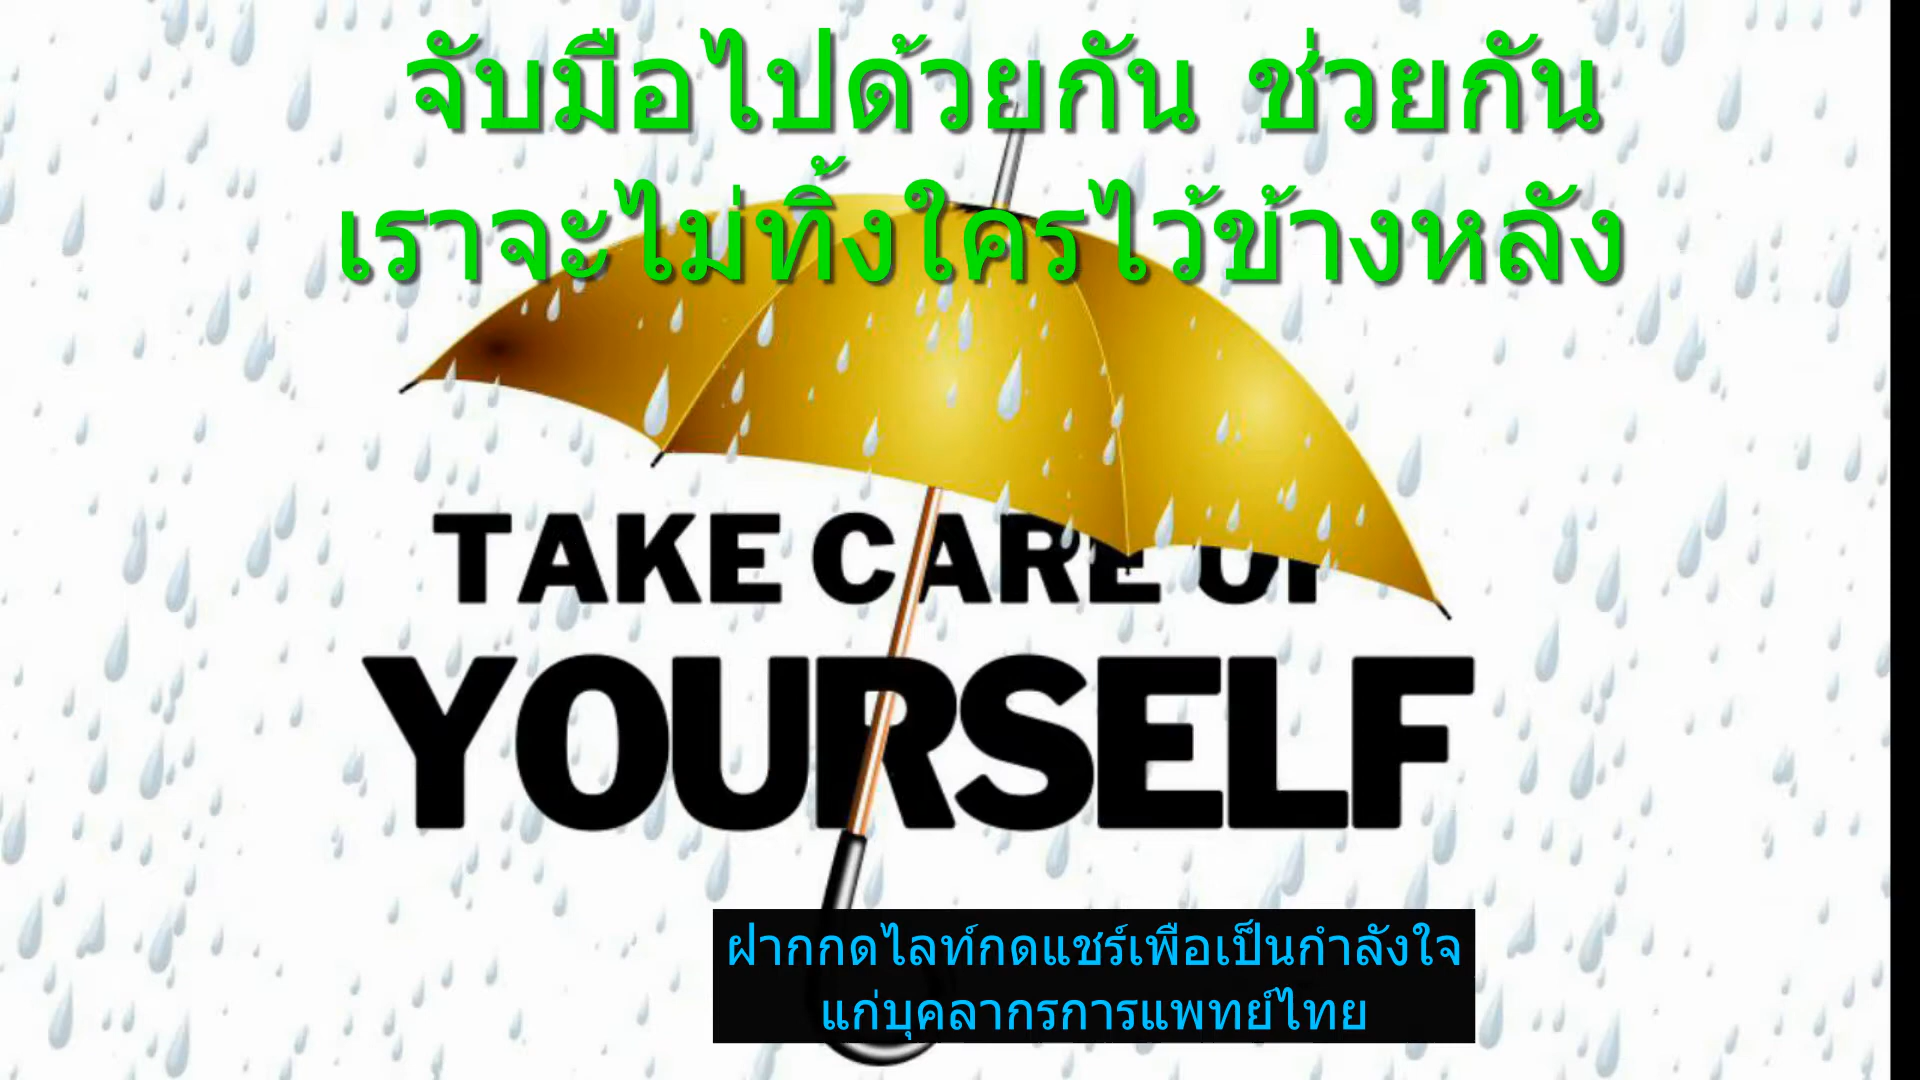 จับมือไปด้วยกัน ช่วยกัน
เราจะไม่ทิ้งใครไว้ข้างหลัง
TAKE CARE OF
YOURSELF
ฝากกดไลท์กดแชร์เพือเป็นกำลังใจ
แก่บุคลากรการแพทย์ไทย